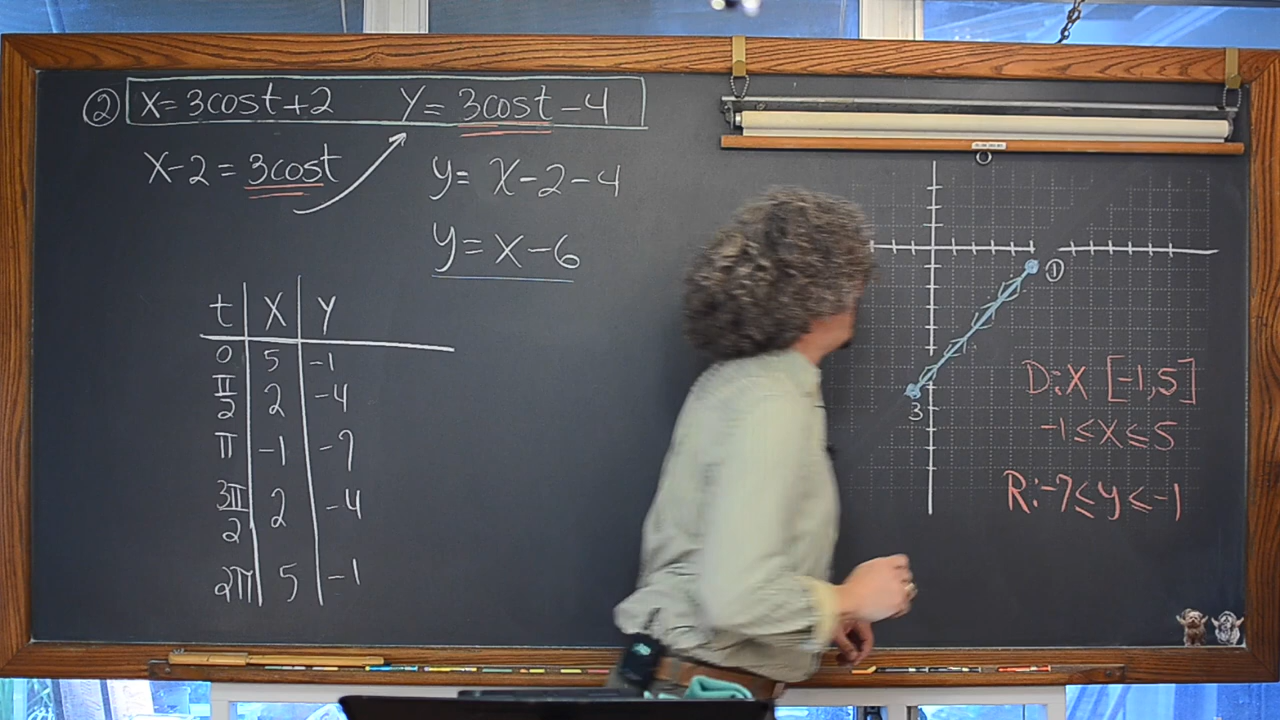 ② X=3cost+2 Y=3cost-4
X-2=3cost
y=x-2-4
y=x-6
t X Y
0 5 -1
π/2 2 -4
π -1 -7
3π/2 2 -4
2π 5 -1
①
3
D:X [-1,5]
-1≤X≤5
R:-7≤y≤-1